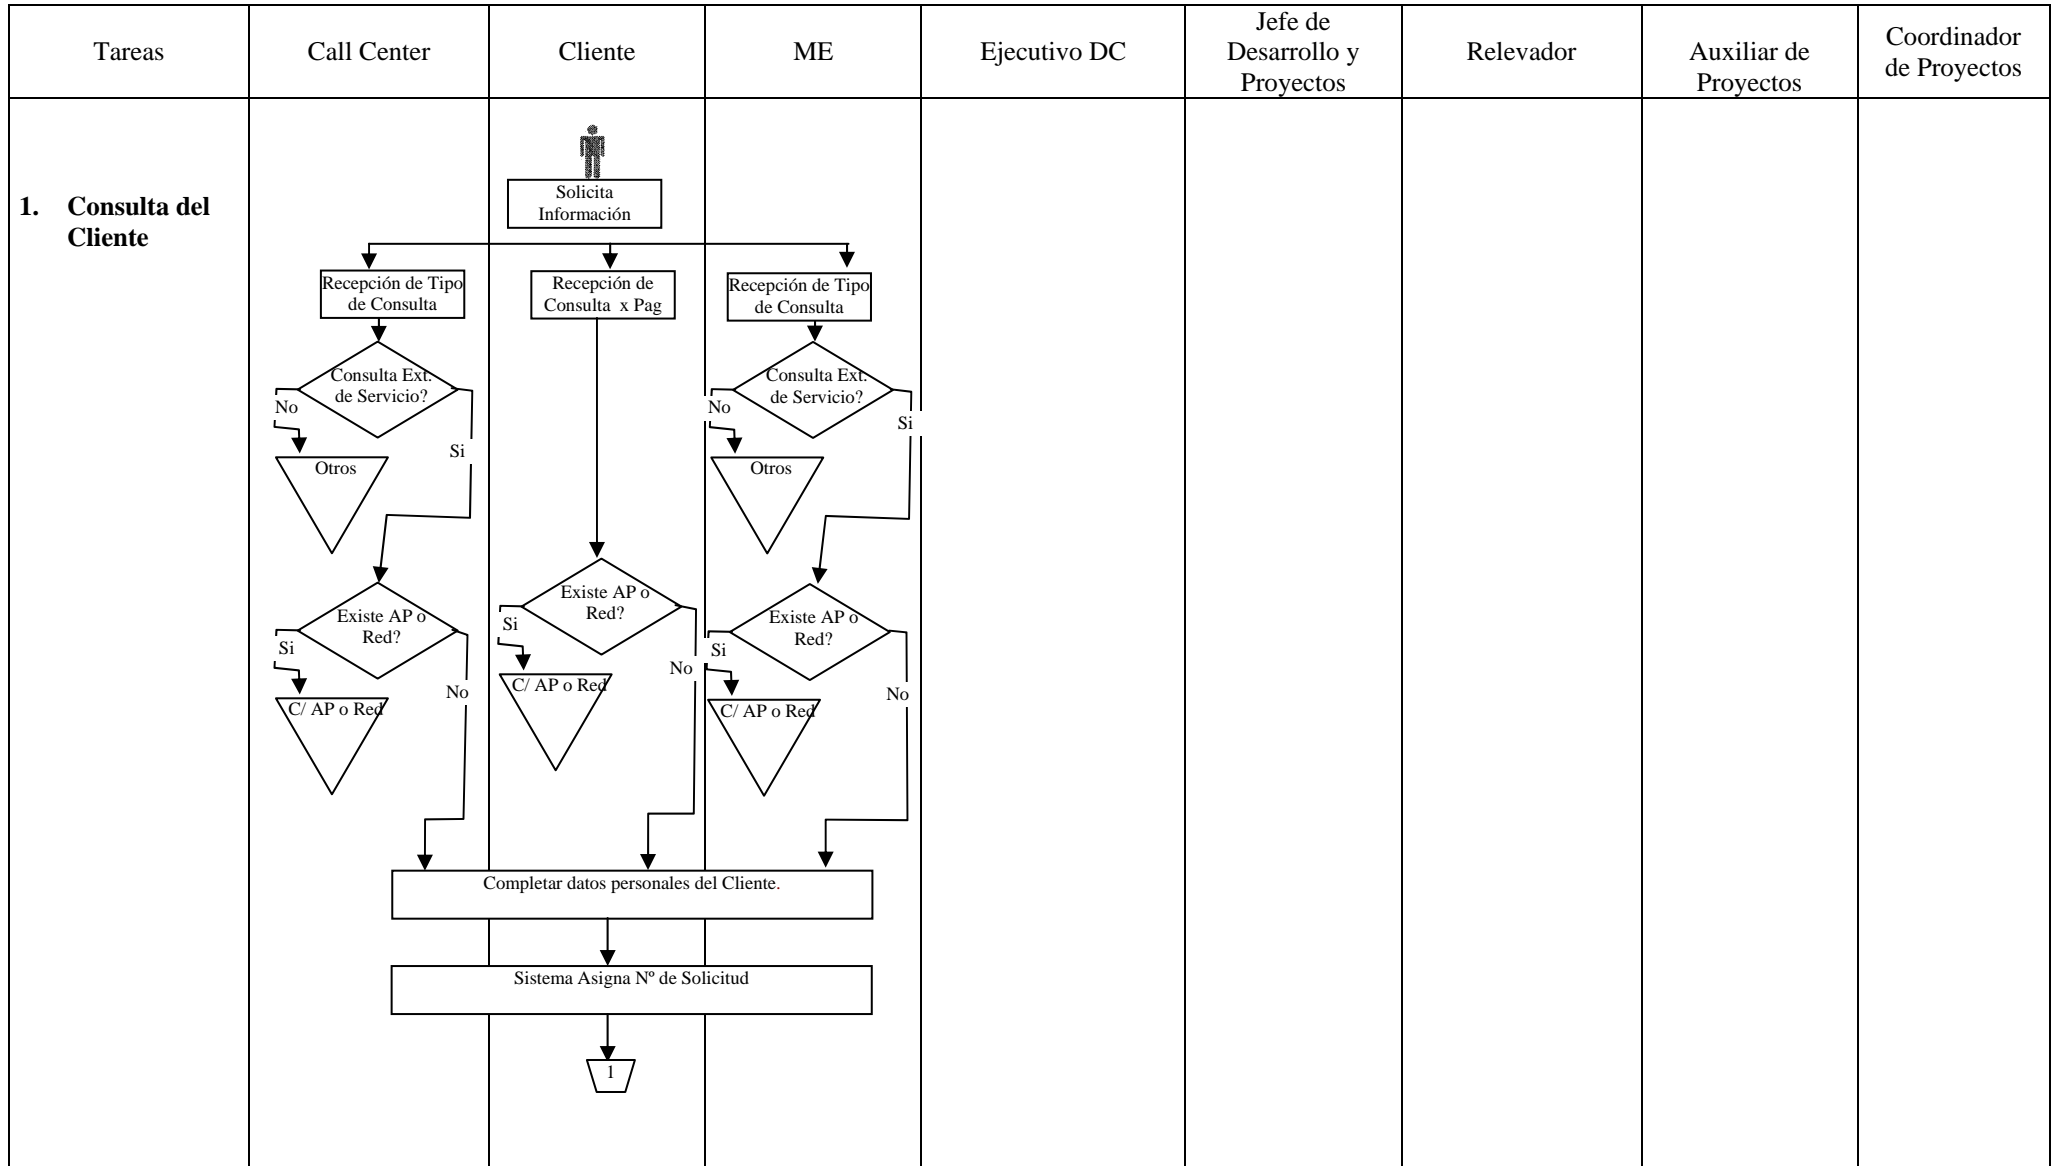 Tareas
Call Center
Cliente
ME
Ejecutivo DC
Jefe de
Desarrollo y
Proyectos
Relevador
Auxiliar de
Proyectos
Coordinador
de Proyectos
1. Consulta del
Cliente
Solicita
Información
Recepción de Tipo
de Consulta
Recepción de
Consulta x Pag
Recepción de Tipo
de Consulta
Consulta Ext.
de Servicio?
No
Si
Otros
Consulta Ext.
de Servicio?
No
Si
Otros
Existe AP o
Red?
Si
No
C/ AP o Red
Existe AP o
Red?
Si
No
C/ AP o Red
Existe AP o
Red?
Si
No
C/ AP o Red
Completar datos personales del Cliente.
Sistema Asigna Nº de Solicitud
1